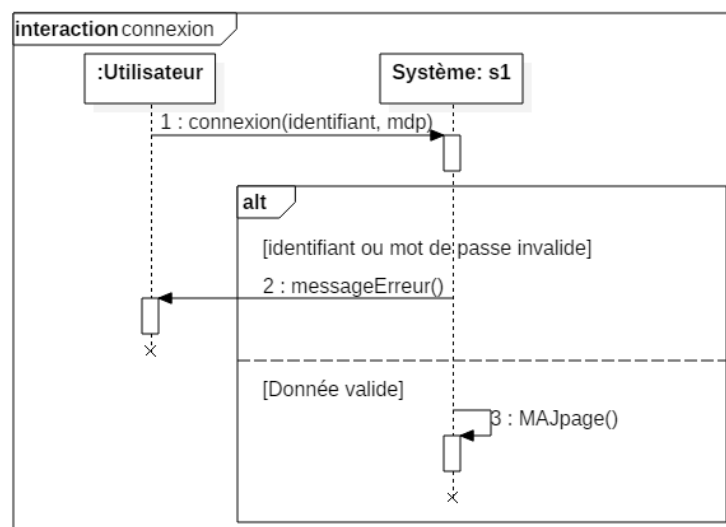 interaction connexion
:Utilisateur
Système: s1
1 : connexion(identifiant, mdp)
alt
[identifiant ou mot de passe invalide]
2 : messageErreur()
[Donnée valide]
3 : MAJpage()